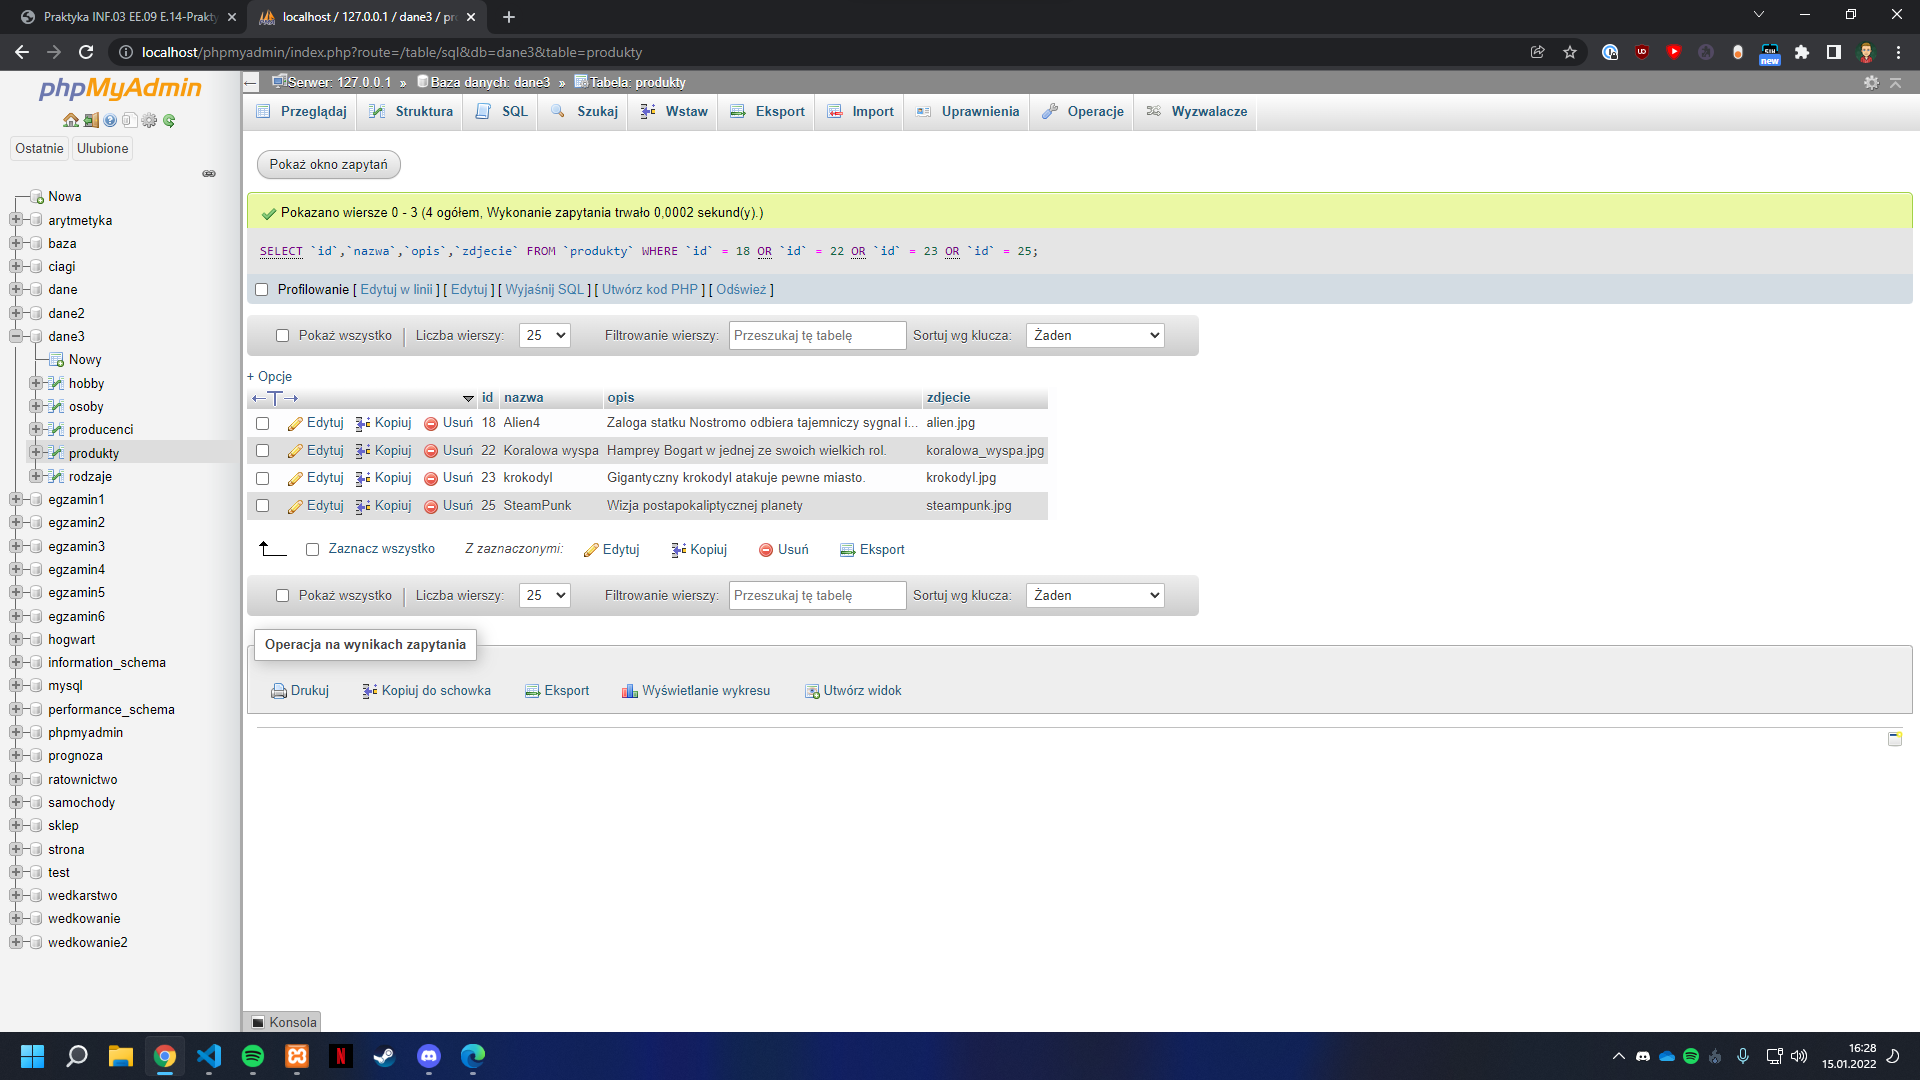 Praktyka INF.03 EE.09 E.14-Prakty
localhost / 127.0.0.1 / dane3 / pr
localhost/phpmyadmin/index.php?route=/table/sql&db=dane3&table=produkty
new
phpMyAdmin
Ostatnie
Ulubione
Nowa
arytmetyka
baza
ciagi
dane
dane2
dane3
Nowy
hobby
osoby
producenci
produkty
rodzaje
egzamin1
egzamin2
egzamin3
egzamin4
egzamin5
egzamin6
hogwart
information_schema
mysql
performance_schema
phpmyadmin
prognoza
ratownictwo
samochody
sklep
strona
test
wedkarstwo
wedkowanie
wedkowanie2
Serwer: 127.0.0.1 » Baza danych: dane3 » Tabela: produkty
Przeglądaj Struktura SQL Szukaj Wstaw Eksport Import Uprawnienia Operacje Wyzwalacze
Pokaż okno zapytań
Pokazano wiersze 0 - 3 (4 ogółem, Wykonanie zapytania trwało 0,0002 sekund(y).)
SELECT `id`,`nazwa`,`opis`,`zdjecie` FROM `produkty` WHERE `id` = 18 OR `id` = 22 OR `id` = 23 OR `id` = 25;
Profilowanie [ Edytuj w linii ] [ Edytuj ] [ Wyjaśnij SQL ] [ Utwórz kod PHP ] [ Odśwież ]
Pokaż wszystko Liczba wierszy: 25 Filtrowanie wierszy: Przeszukaj tę tabelę Sortuj wg klucza: Żaden
+ Opcje
←T→ id nazwa opis zdjecie
Edytuj Kopiuj Usuń 18 Alien4 Zaloga statku Nostromo odbiera tajemniczy sygnal i... alien.jpg
Edytuj Kopiuj Usuń 22 Koralowa wyspa Hamprey Bogart w jednej ze swoich wielkich rol. koralowa_wyspa.jpg
Edytuj Kopiuj Usuń 23 krokodyl Gigantyczny krokodyl atakuje pewne miasto. krokodyl.jpg
Edytuj Kopiuj Usuń 25 SteamPunk Wizja postapokaliptycznej planety steampunk.jpg
Zaznacz wszystko Z zaznaczonymi: Edytuj Kopiuj Usuń Eksport
Pokaż wszystko Liczba wierszy: 25 Filtrowanie wierszy: Przeszukaj tę tabelę Sortuj wg klucza: Żaden
Operacja na wynikach zapytania
Drukuj Kopiuj do schowka Eksport Wyświetlanie wykresu Utwórz widok
Konsola
16:28
15.01.2022